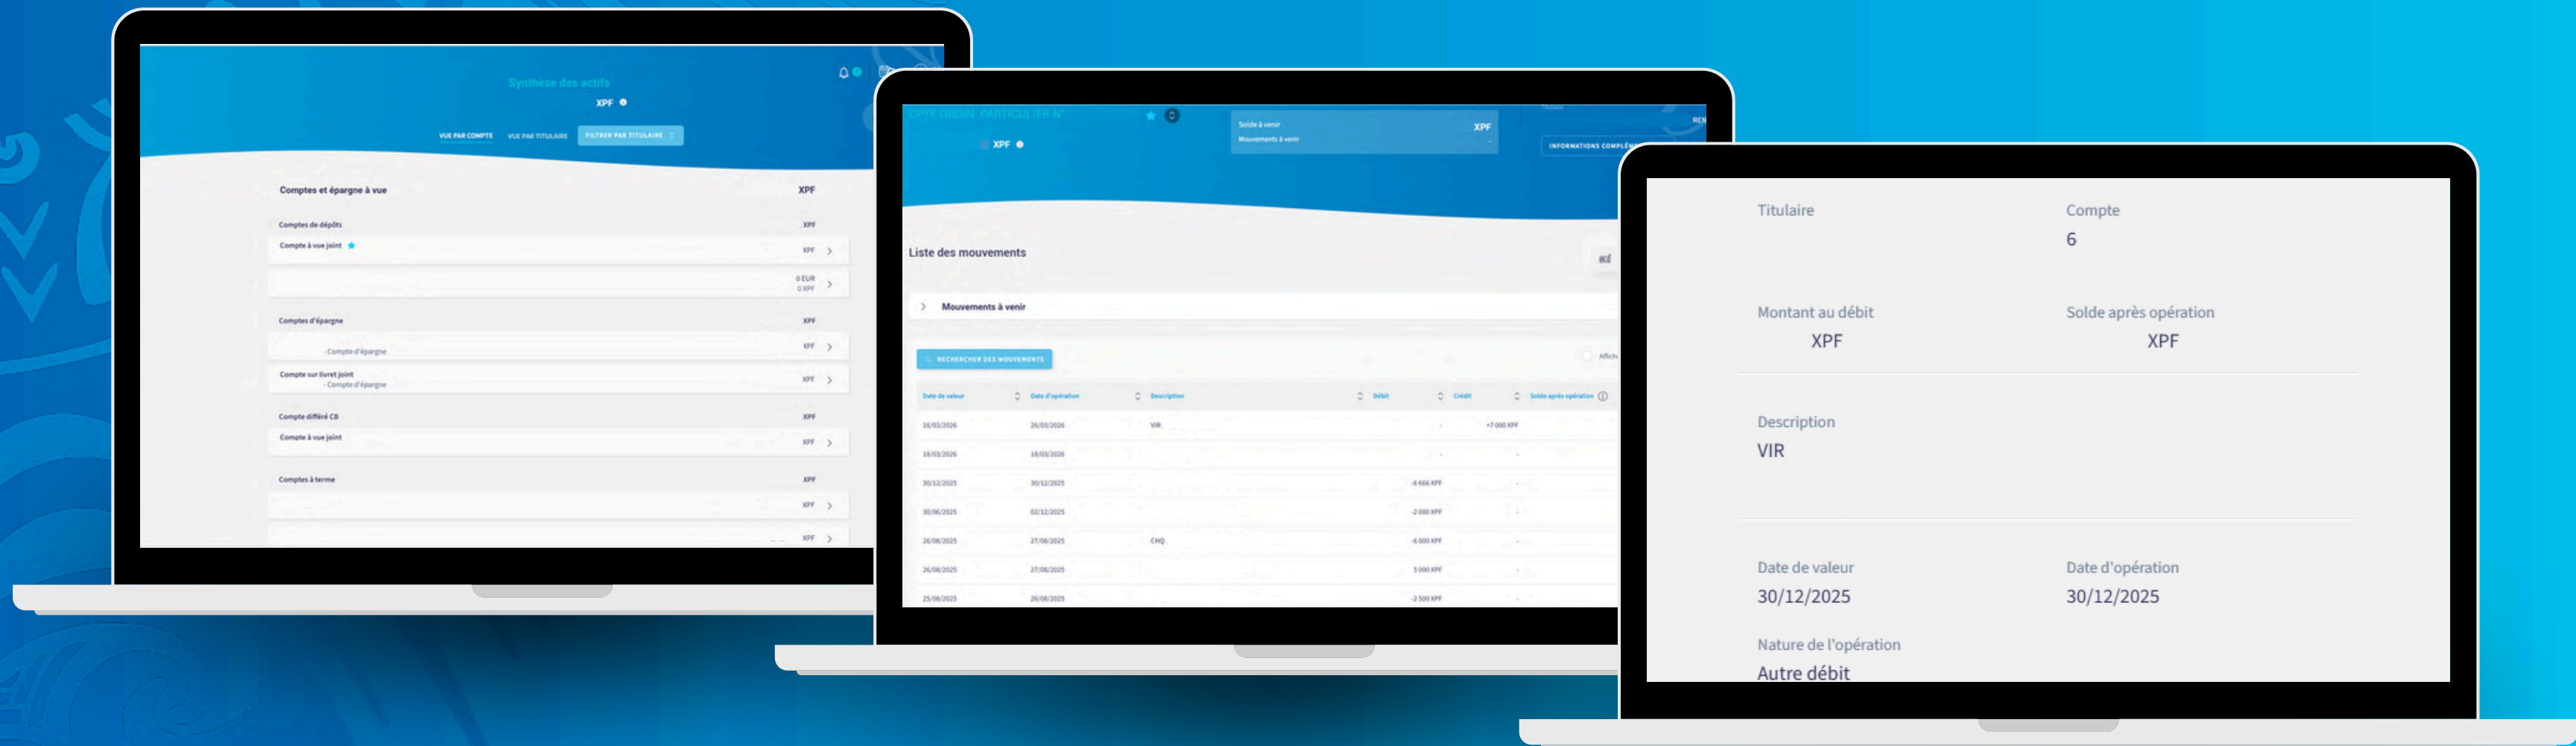 Synthèse des actifs
XPF
VUE PAR COMPTE VUE PAR TITULAIRE FILTRER PAR TITULAIRE
Comptes et épargne à vue XPF
Comptes de dépôts XPF
Compte à vue joint XPF
0 EUR
0 XPF
Comptes d'épargne XPF
- Compte d'épargne XPF
Compte sur livret joint
- Compte d'épargne XPF
Compte différé CB XPF
Compte à vue joint XPF
Comptes à terme XPF
XPF
XPF
CPTE ORDIN. PARTICULIER N°
XPF
Solde à venir XPF
Mouvements à venir -
Titulaire
REN
INFORMATIONS COMPLÉM
Liste des mouvements
Mouvements à venir
RECHERCHER DES MOUVEMENTS
Affich
Date de valeur Date d'opération Description Débit Crédit Solde après opération
16/03/2026 26/03/2026 VIR - +7 000 XPF
18/03/2026 18/03/2026 - -
30/12/2025 30/12/2025 -6 666 XPF -
30/06/2025 02/12/2025 -2 000 XPF -
26/08/2025 27/08/2025 CHQ -6 000 XPF -
26/08/2025 27/08/2025 5 000 XPF -
25/08/2025 26/08/2025 -2 500 XPF -
Titulaire Compte
6
Montant au débit Solde après opération
XPF XPF
Description
VIR
Date de valeur Date d'opération
30/12/2025 30/12/2025
Nature de l'opération
Autre débit